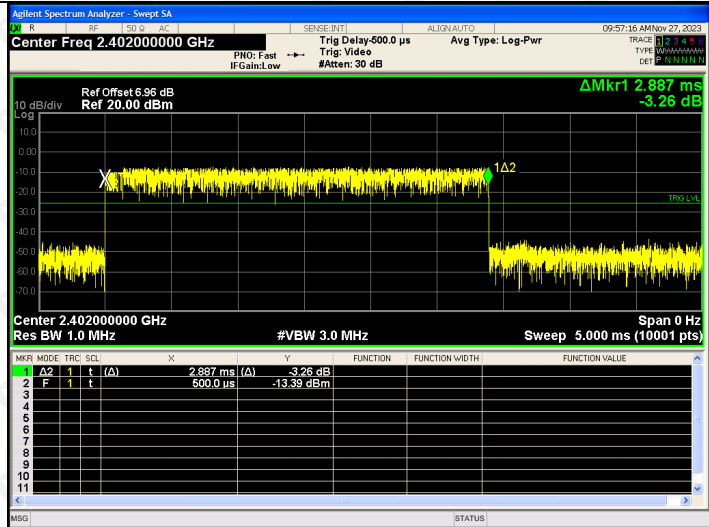 Agilent Spectrum Analyzer - Swept SA
LXI R RF 50 Ω AC SENSE:INT ALIGN AUTO 09:57:16 AM Nov 27, 2023
Center Freq 2.402000000 GHz
PNO: Fast
IFGain:Low
Trig Delay-500.0 µs
Trig: Video
#Atten: 30 dB
Avg Type: Log-Pwr
TRACE 1 2 3 4 5 6
TYPE WWWWWW
DET P N N N N N
ΔMkr1 2.887 ms
-3.26 dB
Ref Offset 6.96 dB
10 dB/div Ref 20.00 dBm
Log
10.0
0.00
-10.0
-20.0
-30.0
-40.0
-50.0
-60.0
-70.0
1Δ2
TRIG LVL
Center 2.402000000 GHz Span 0 Hz
Res BW 1.0 MHz #VBW 3.0 MHz Sweep 5.000 ms (10001 pts)
MKR MODE TRC SCL X Y FUNCTION FUNCTION WIDTH FUNCTION VALUE
1 Δ2 1 t (Δ) 2.887 ms (Δ) -3.26 dB
2 F 1 t 500.0 µs -13.39 dBm
3
4
5
6
7
8
9
10
11
MSG STATUS